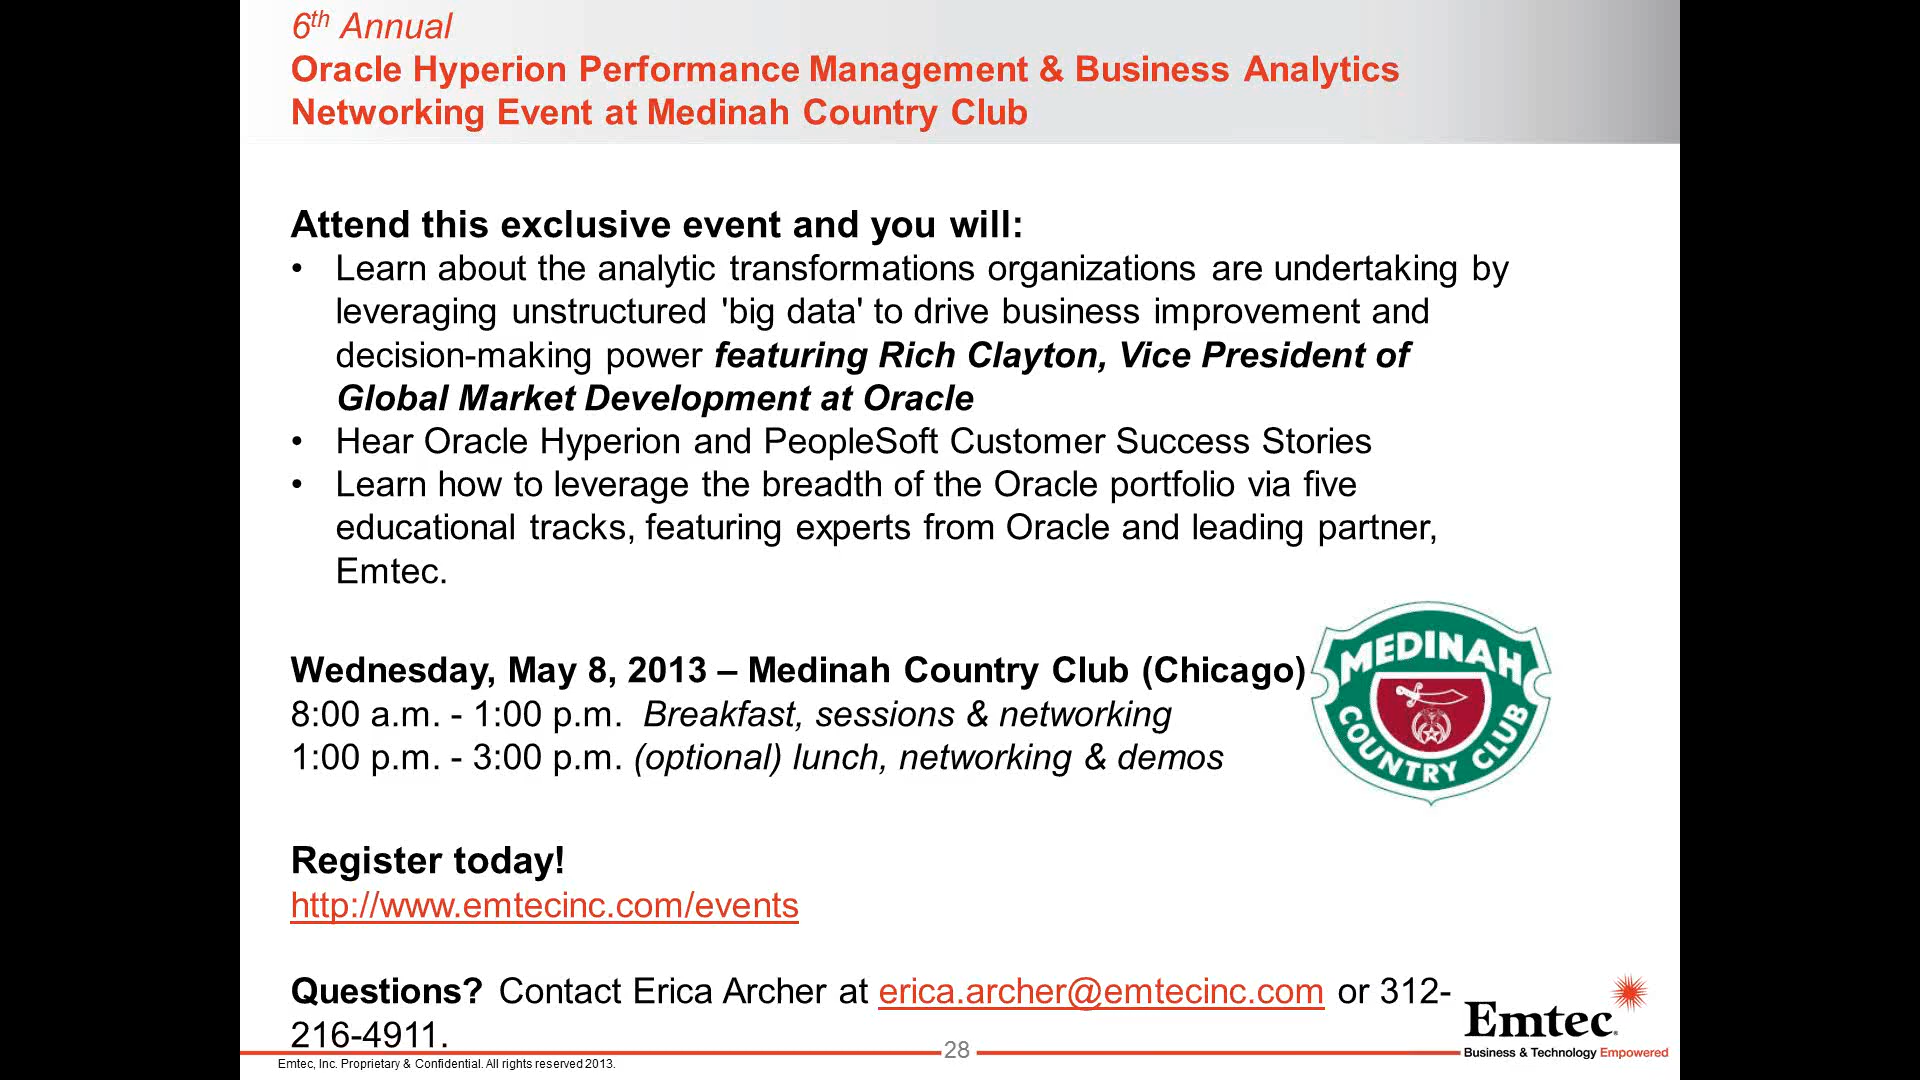 6th Annual
Oracle Hyperion Performance Management & Business Analytics
Networking Event at Medinah Country Club
Attend this exclusive event and you will:
• Learn about the analytic transformations organizations are undertaking by
leveraging unstructured 'big data' to drive business improvement and
decision-making power featuring Rich Clayton, Vice President of
Global Market Development at Oracle
• Hear Oracle Hyperion and PeopleSoft Customer Success Stories
• Learn how to leverage the breadth of the Oracle portfolio via five
educational tracks, featuring experts from Oracle and leading partner,
Emtec.
Wednesday, May 8, 2013 – Medinah Country Club (Chicago)
8:00 a.m. - 1:00 p.m. Breakfast, sessions & networking
1:00 p.m. - 3:00 p.m. (optional) lunch, networking & demos
MEDINAH
COUNTRY CLUB
Register today!
http://www.emtecinc.com/events
Questions? Contact Erica Archer at erica.archer@emtecinc.com or 312-
216-4911.
Emtec
Business & Technology Empowered
28
Emtec, Inc. Proprietary & Confidential. All rights reserved 2013.